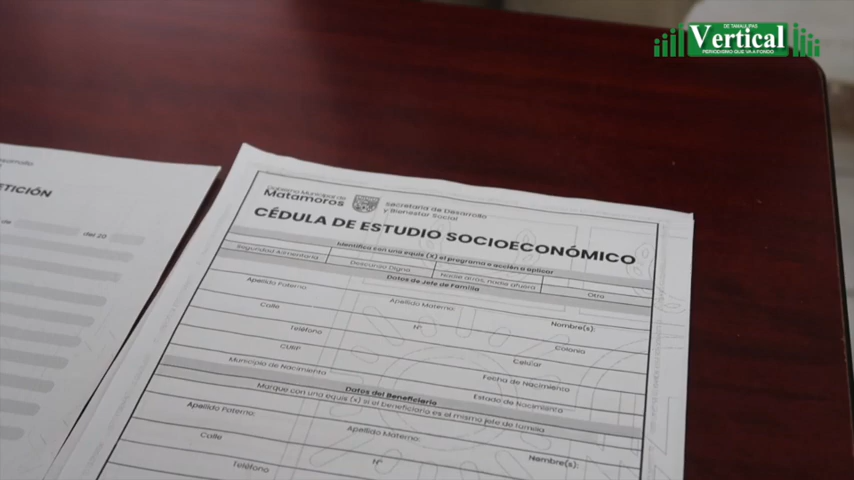 DE TAMAULIPAS
Vertical
PERIODISMO QUE VA A FONDO
ETICIÓN
de del 20
Gobierno Municipal de
Matamoros
Secretaría de Desarrollo
y Bienestar Social
CÉDULA DE ESTUDIO SOCIOECONÓMICO
Identifica con una equis (X) el programa o acción a aplicar
Seguridad Alimentaria Descanso Digno Nadie atrás, nadie afuera Otro
Datos de Jefe de Familia
Apellido Paterno: Apellido Materno: Nombre(s):
Calle N° Colonia
Teléfono Celular
CURP Fecha de Nacimiento
Municipio de Nacimiento Estado de Nacimiento
Datos del Beneficiario
Marque con una equis (x) si el beneficiario es el mismo jefe de familia
Apellido Paterno: Apellido Materno: Nombre(s):
Calle N°
Teléfono